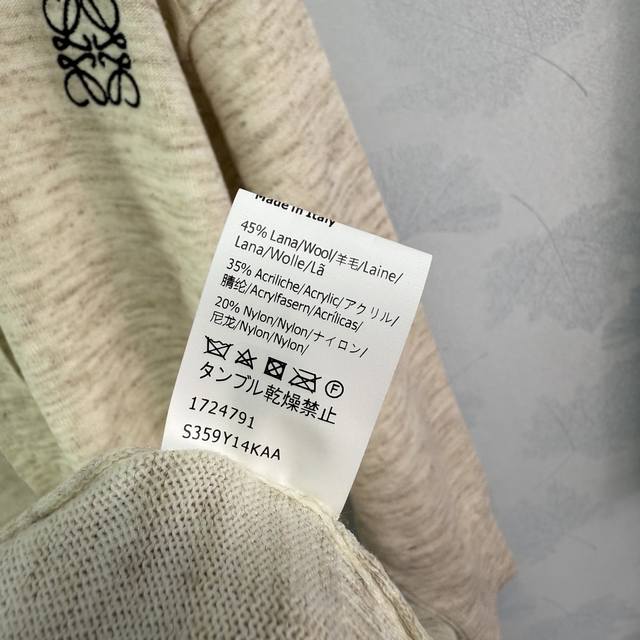 Made in Italy
45% Lana/Wool/羊毛/Laine/
Lana/Wolle/Lã
35% Acriliche/Acrylic/アクリル/
腈纶/Acrylfasern/Acrílicas/
20% Nylon/Nylon/ナイロン/
尼龙/Nylon/Nylon/
F
タンブル乾燥禁止
1724791
S359Y14KAA